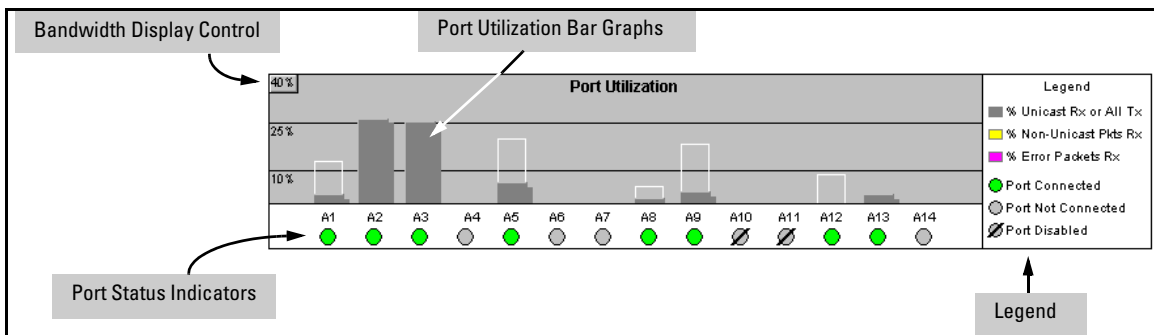 Bandwidth Display Control
Port Utilization Bar Graphs
40%
Port Utilization
25%
10%
A1 A2 A3 A4 A5 A6 A7 A8 A9 A10 A11 A12 A13 A14
Legend
% Unicast Rx or All Tx
% Non-Unicast Pkts Rx
% Error Packets Rx
Port Connected
Port Not Connected
Port Disabled
Port Status Indicators
Legend